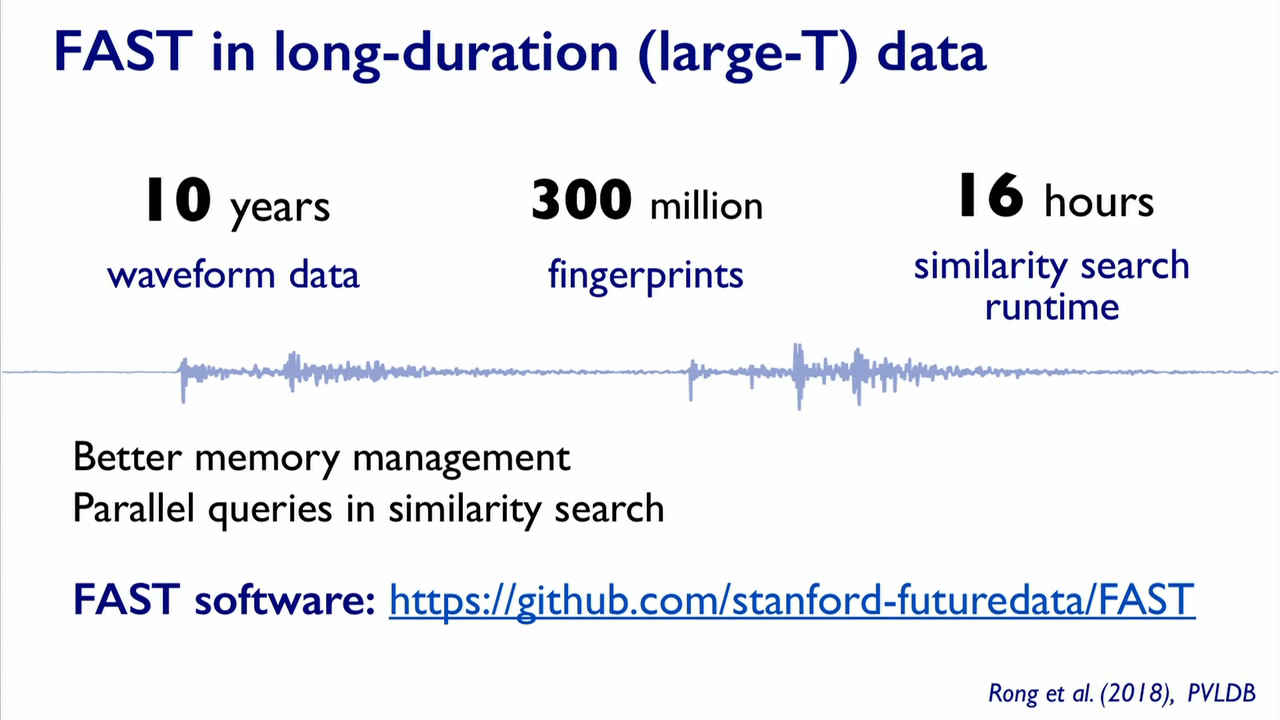 FAST in long-duration (large-T) data
10 years
waveform data
300 million
fingerprints
16 hours
similarity search
runtime
Better memory management
Parallel queries in similarity search
FAST software: https://github.com/stanford-futuredata/FAST
Rong et al. (2018), PVLDB